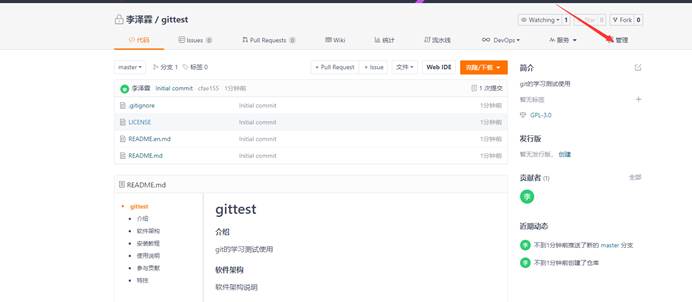 李泽霖 / gittest
Watching 1 Star 0 Fork 0
代码 Issues 0 Pull Requests 0 Wiki 统计 流水线 DevOps 服务 管理
master 分支 1 标签 0 + Pull Request + Issue 文件 Web IDE 克隆/下载
李泽霖 Initial commit cfae155 1分钟前 1 次提交
.gitignore Initial commit 1分钟前
LICENSE Initial commit 1分钟前
README.en.md Initial commit 1分钟前
README.md Initial commit 1分钟前
README.md
gittest
介绍
软件架构
安装教程
使用说明
参与贡献
特技
gittest
介绍
git的学习测试使用
软件架构
软件架构说明
简介
git的学习测试使用
暂无标签
GPL-3.0
发行版
暂无发行版，创建
贡献者 (1) 全部
李
近期动态
李 不到1分钟前推送了新的 master 分支
李 不到1分钟前创建了仓库